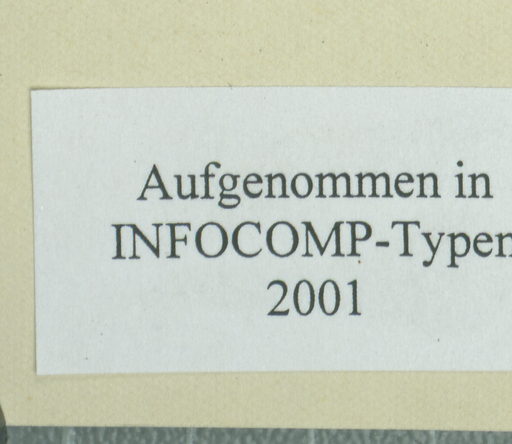 Aufgenommen in
INFOCOMP-Typen
2001